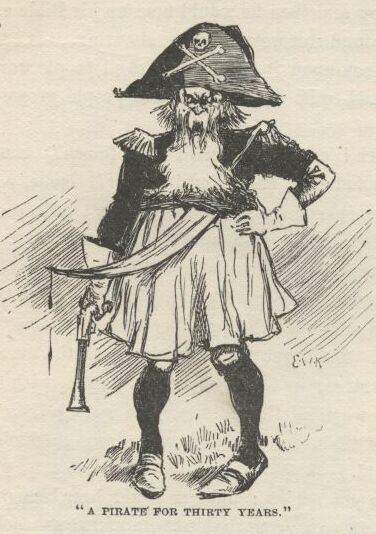 E.W.K
"A PIRATE FOR THIRTY YEARS."